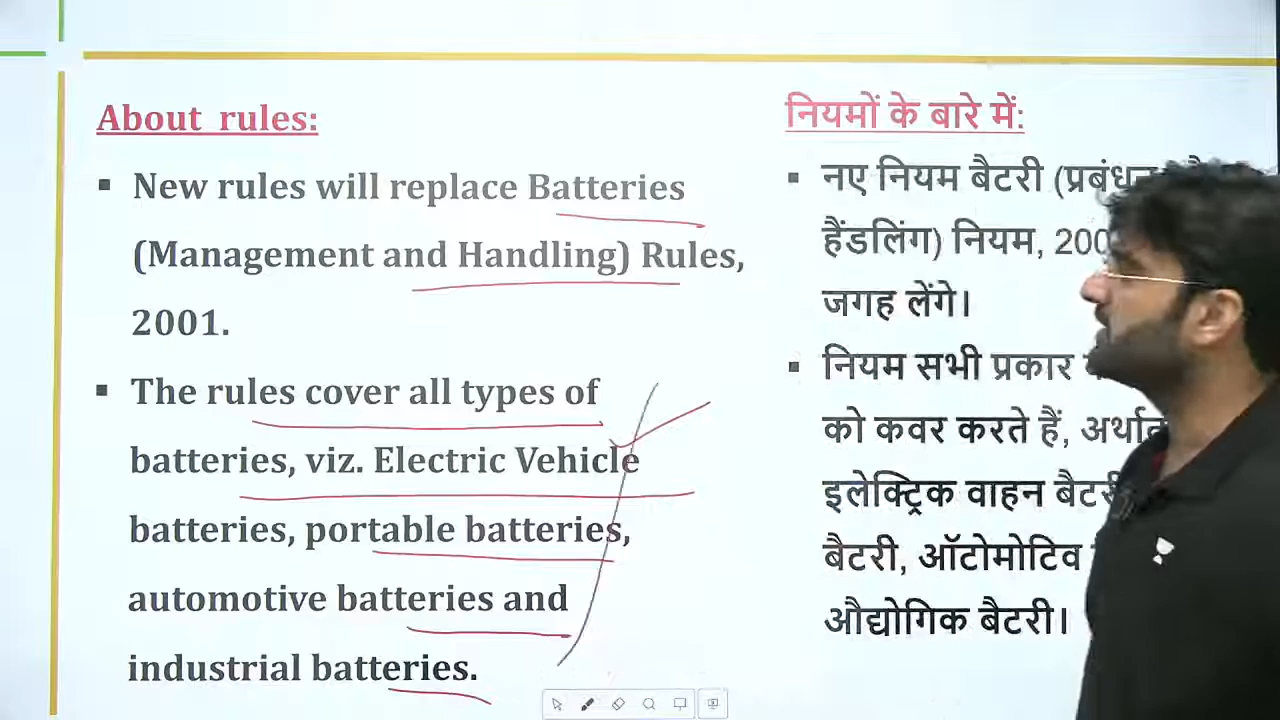 About rules:
▪ New rules will replace Batteries
(Management and Handling) Rules,
2001.
▪ The rules cover all types of
batteries, viz. Electric Vehicle
batteries, portable batteries,
automotive batteries and
industrial batteries.
नियमों के बारे में:
▪ नए नियम बैटरी (प्रबंधन
हैंडलिंग) नियम,
जगह लेंगे।
▪ नियम सभी प्रकार
को कवर करते हैं, अर्थात
इलेक्ट्रिक वाहन बैटरी
बैटरी, ऑटोमोटिव
औद्योगिक बैटरी।